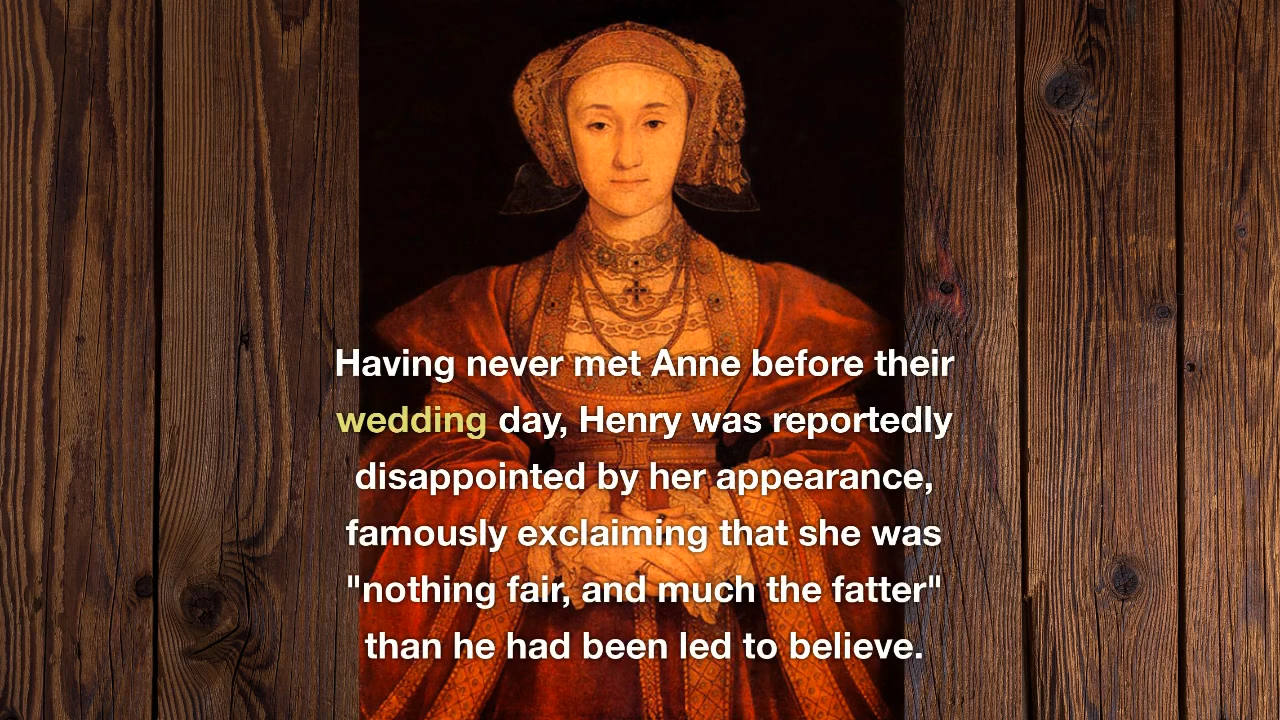 Having never met Anne before their
wedding day, Henry was reportedly
disappointed by her appearance,
famously exclaiming that she was
"nothing fair, and much the fatter"
than he had been led to believe.